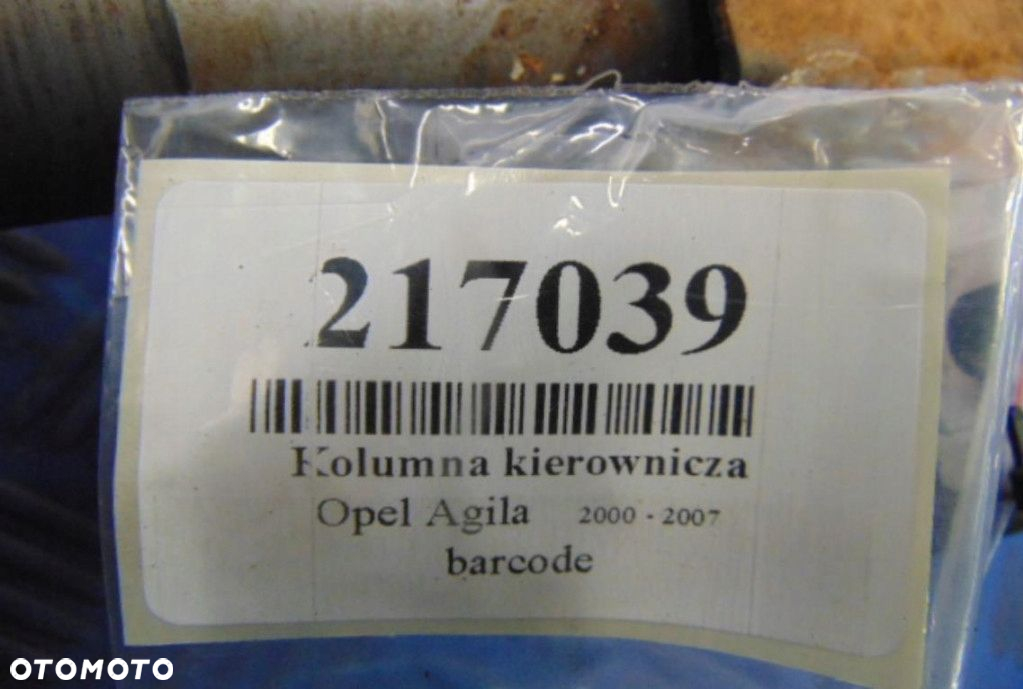 217039
Kolumna kierownicza
Opel Agila 2000 - 2007
barcode
OTOMOTO